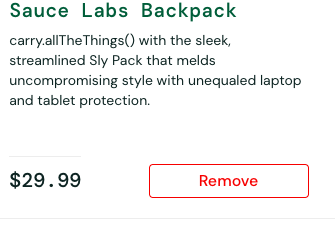 Sauce Labs Backpack
carry.allTheThings() with the sleek,
streamlined Sly Pack that melds
uncompromising style with unequaled laptop
and tablet protection.
$29.99
Remove